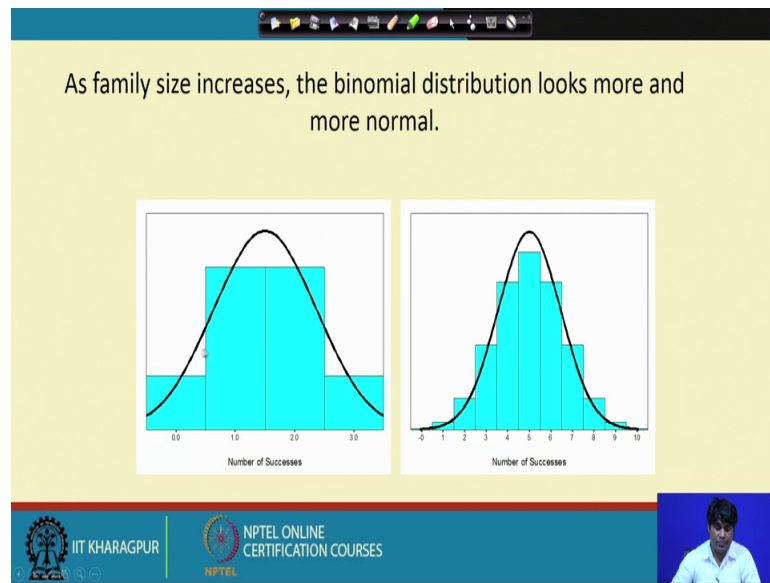 As family size increases, the binomial distribution looks more and
more normal.
0.0 1.0 2.0 3.0
Number of Successes
-0 1 2 3 4 5 6 7 8 9 10
Number of Successes
IIT KHARAGPUR
NPTEL
NPTEL ONLINE
CERTIFICATION COURSES